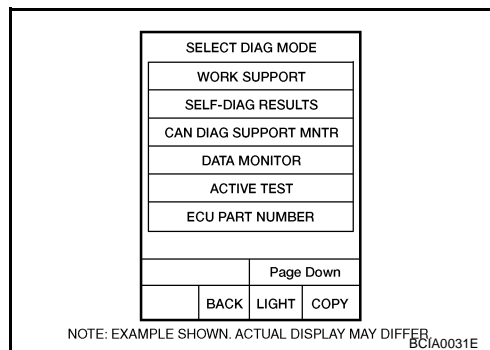 SELECT DIAG MODE
WORK SUPPORT
SELF-DIAG RESULTS
CAN DIAG SUPPORT MNTR
DATA MONITOR
ACTIVE TEST
ECU PART NUMBER
Page Down
BACK LIGHT COPY
NOTE: EXAMPLE SHOWN. ACTUAL DISPLAY MAY DIFFER.
BCIA0031E